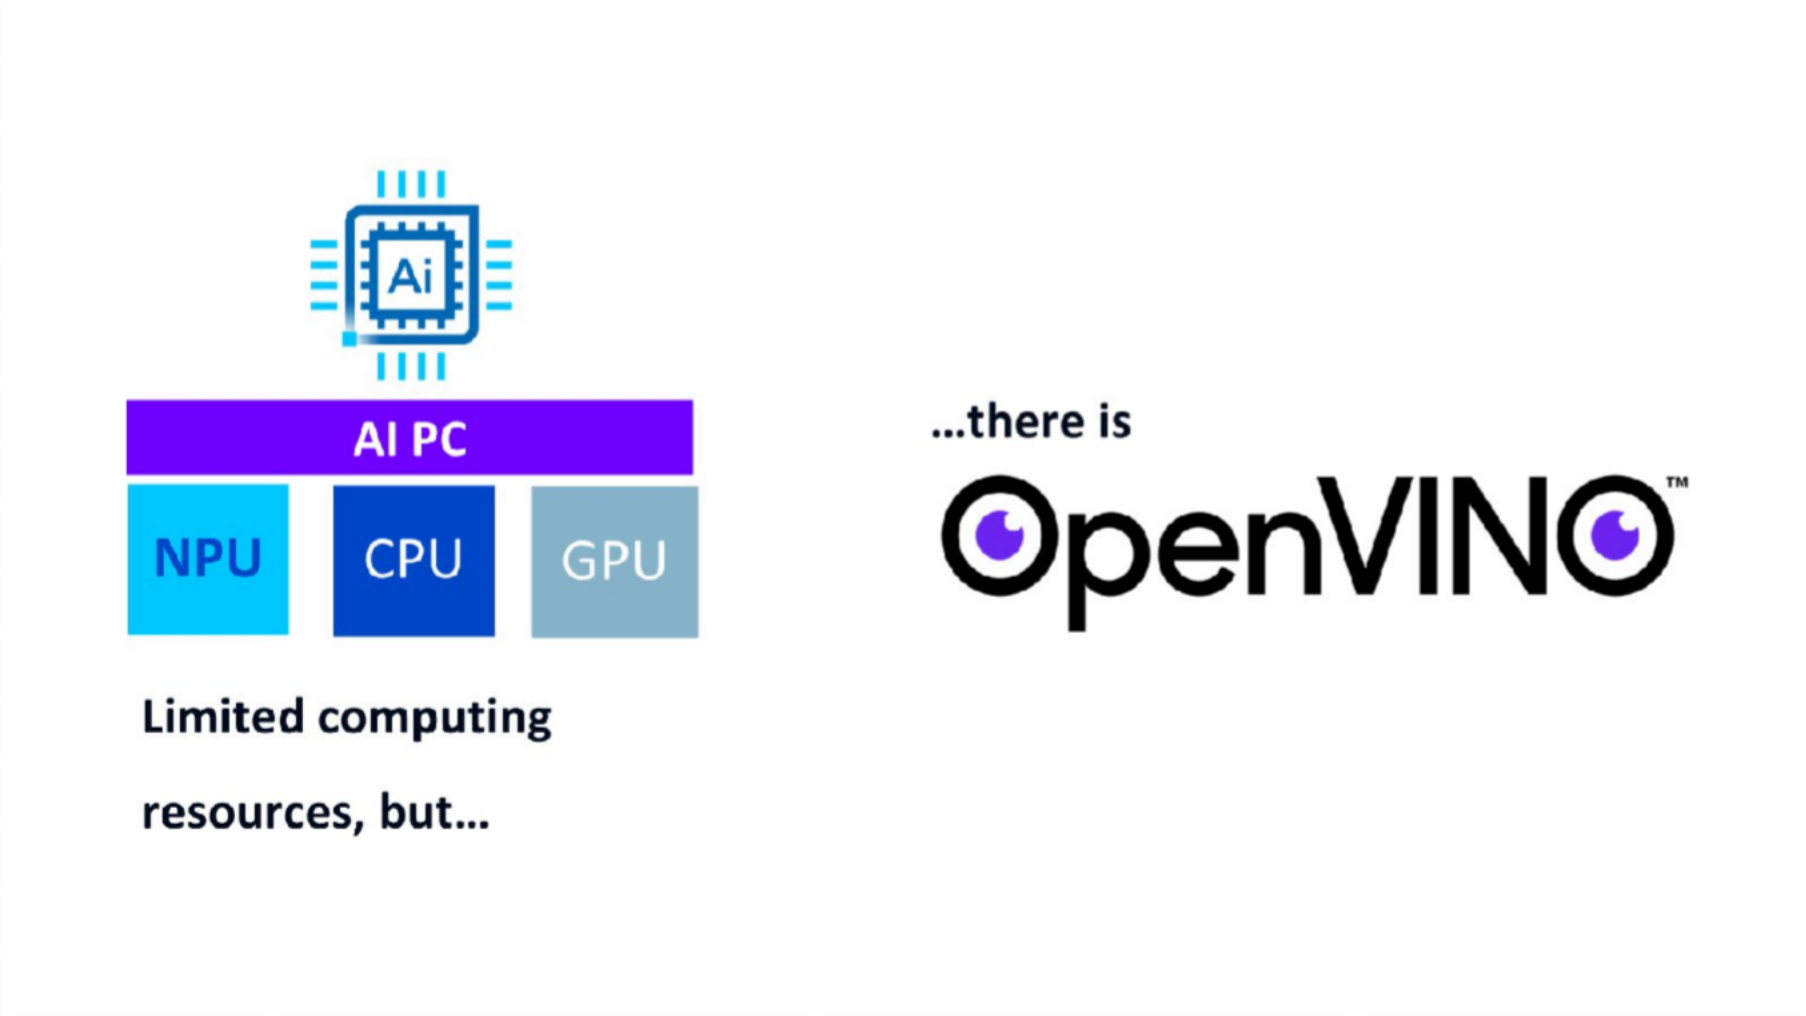 Ai
AI PC
NPU
CPU
GPU
Limited computing
resources, but...
...there is
OpenVINO™